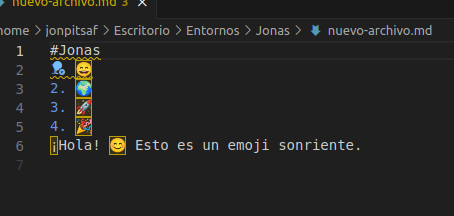 nuevo-archivo.md 3
home > jonpitsaf > Escritorio > Entornos > Jonas > nuevo-archivo.md
1 #Jonas
2 😄
3 2. 🌍
4 3. 🚀
5 4. 🎉
6 ¡Hola! 😊 Esto es un emoji sonriente.
7